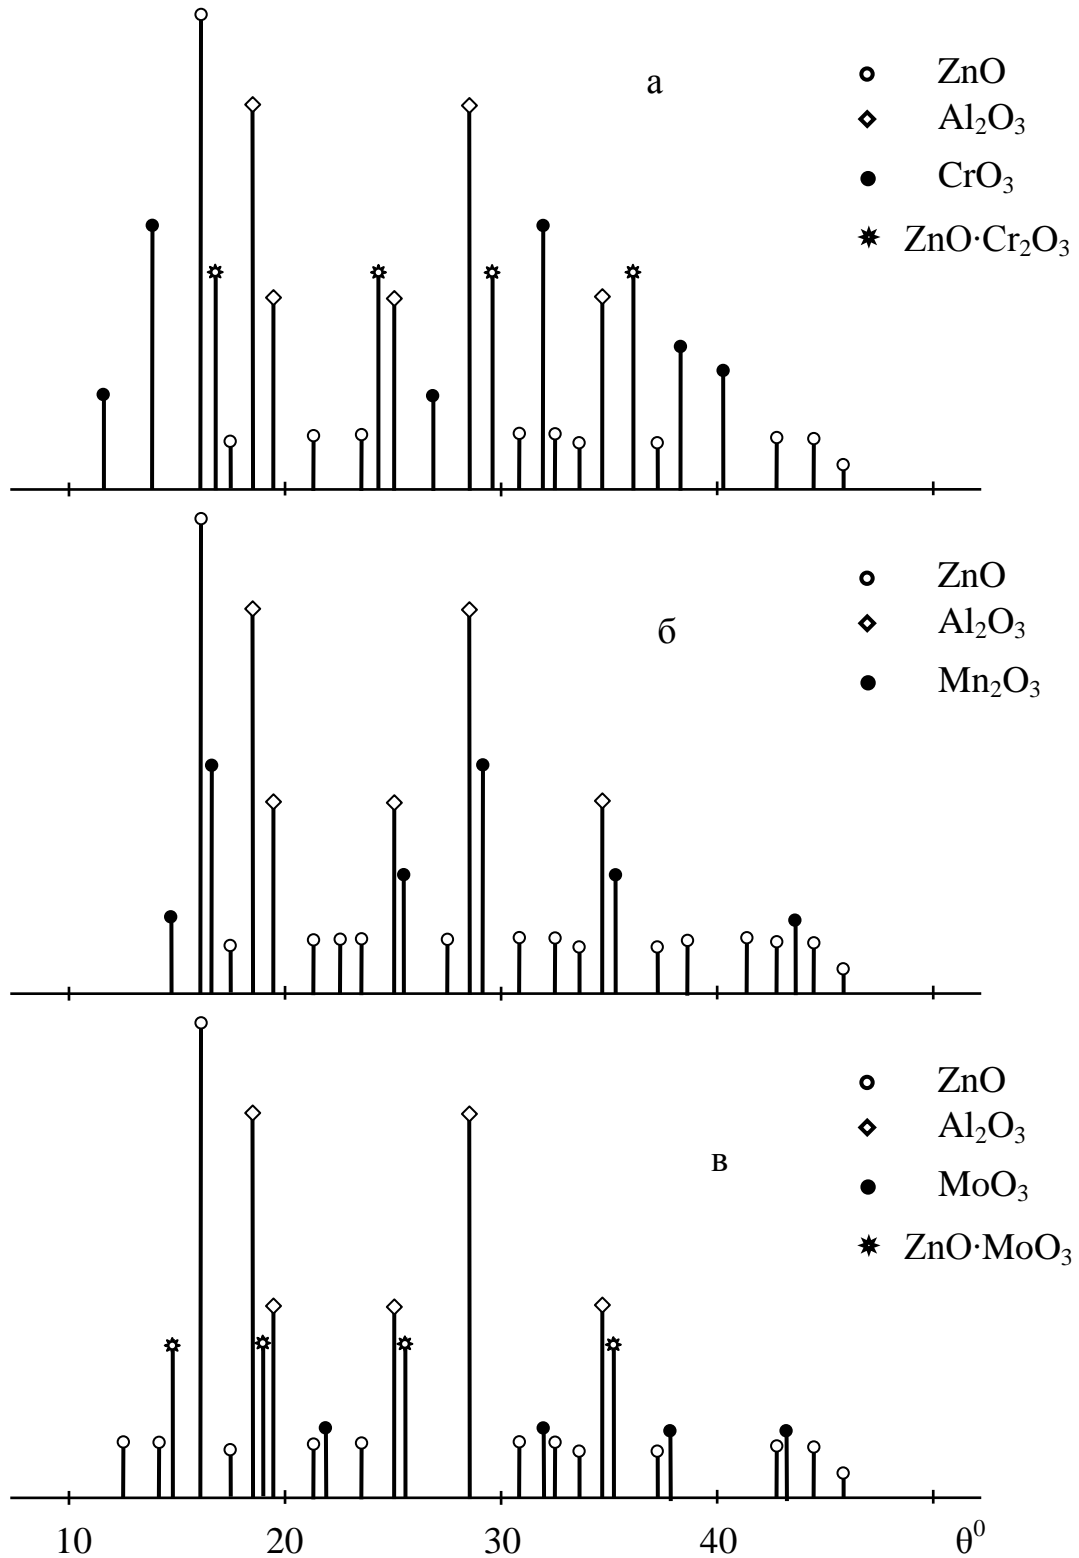 а
ZnO
Al₂O₃
CrO₃
ZnO·Cr₂O₃
б
ZnO
Al₂O₃
Mn₂O₃
в
ZnO
Al₂O₃
MoO₃
ZnO·MoO₃
10 20 30 40 θ⁰